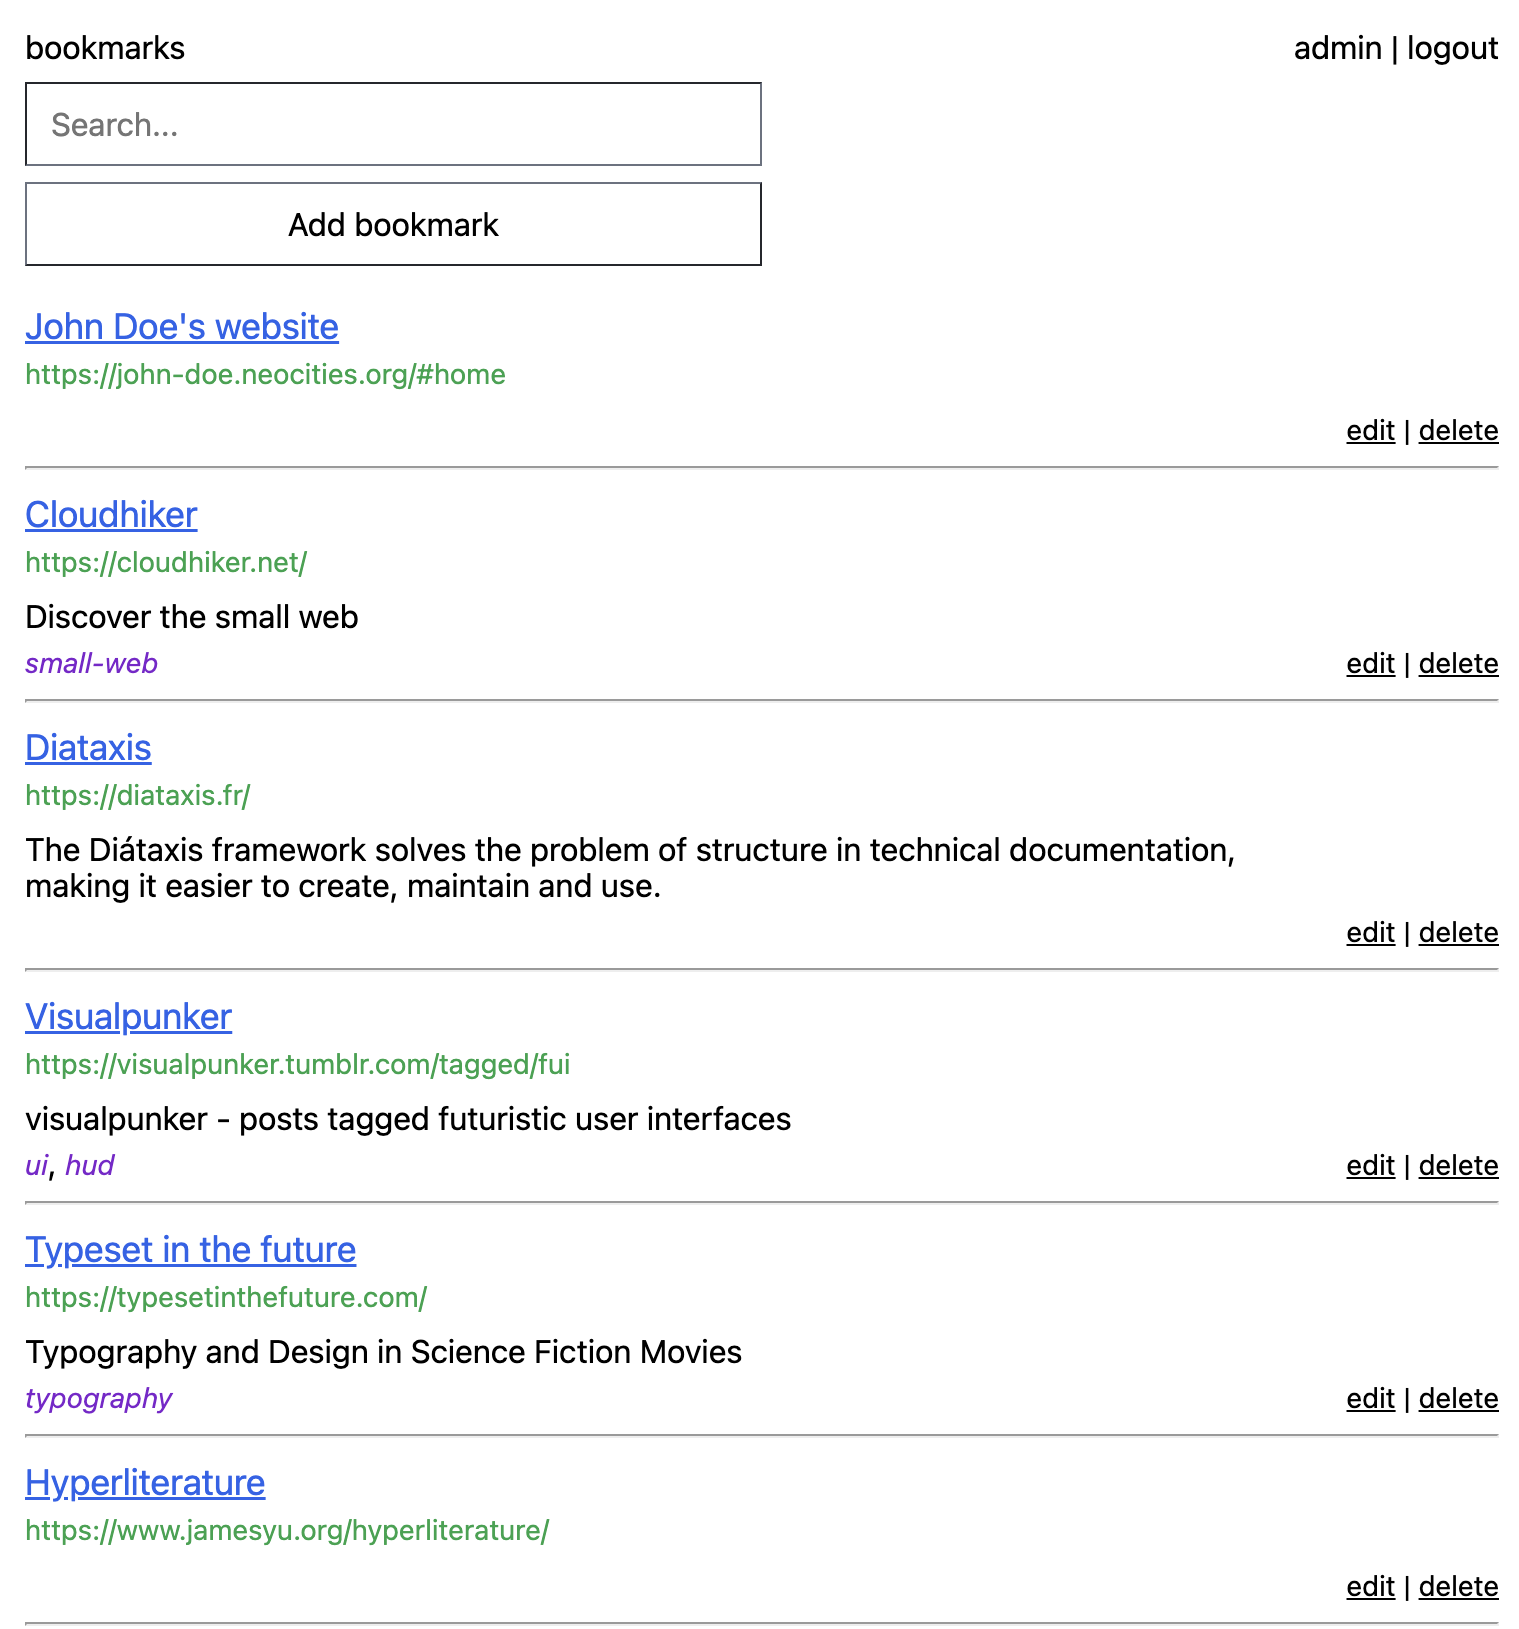 bookmarks
admin | logout
Search...
Add bookmark
John Doe's website
https://john-doe.neocities.org/#home
edit | delete
Cloudhiker
https://cloudhiker.net/
Discover the small web
small-web
edit | delete
Diataxis
https://diataxis.fr/
The Diátaxis framework solves the problem of structure in technical documentation,
making it easier to create, maintain and use.
edit | delete
Visualpunker
https://visualpunker.tumblr.com/tagged/fui
visualpunker - posts tagged futuristic user interfaces
ui, hud
edit | delete
Typeset in the future
https://typesetinthefuture.com/
Typography and Design in Science Fiction Movies
typography
edit | delete
Hyperliterature
https://www.jamesyu.org/hyperliterature/
edit | delete